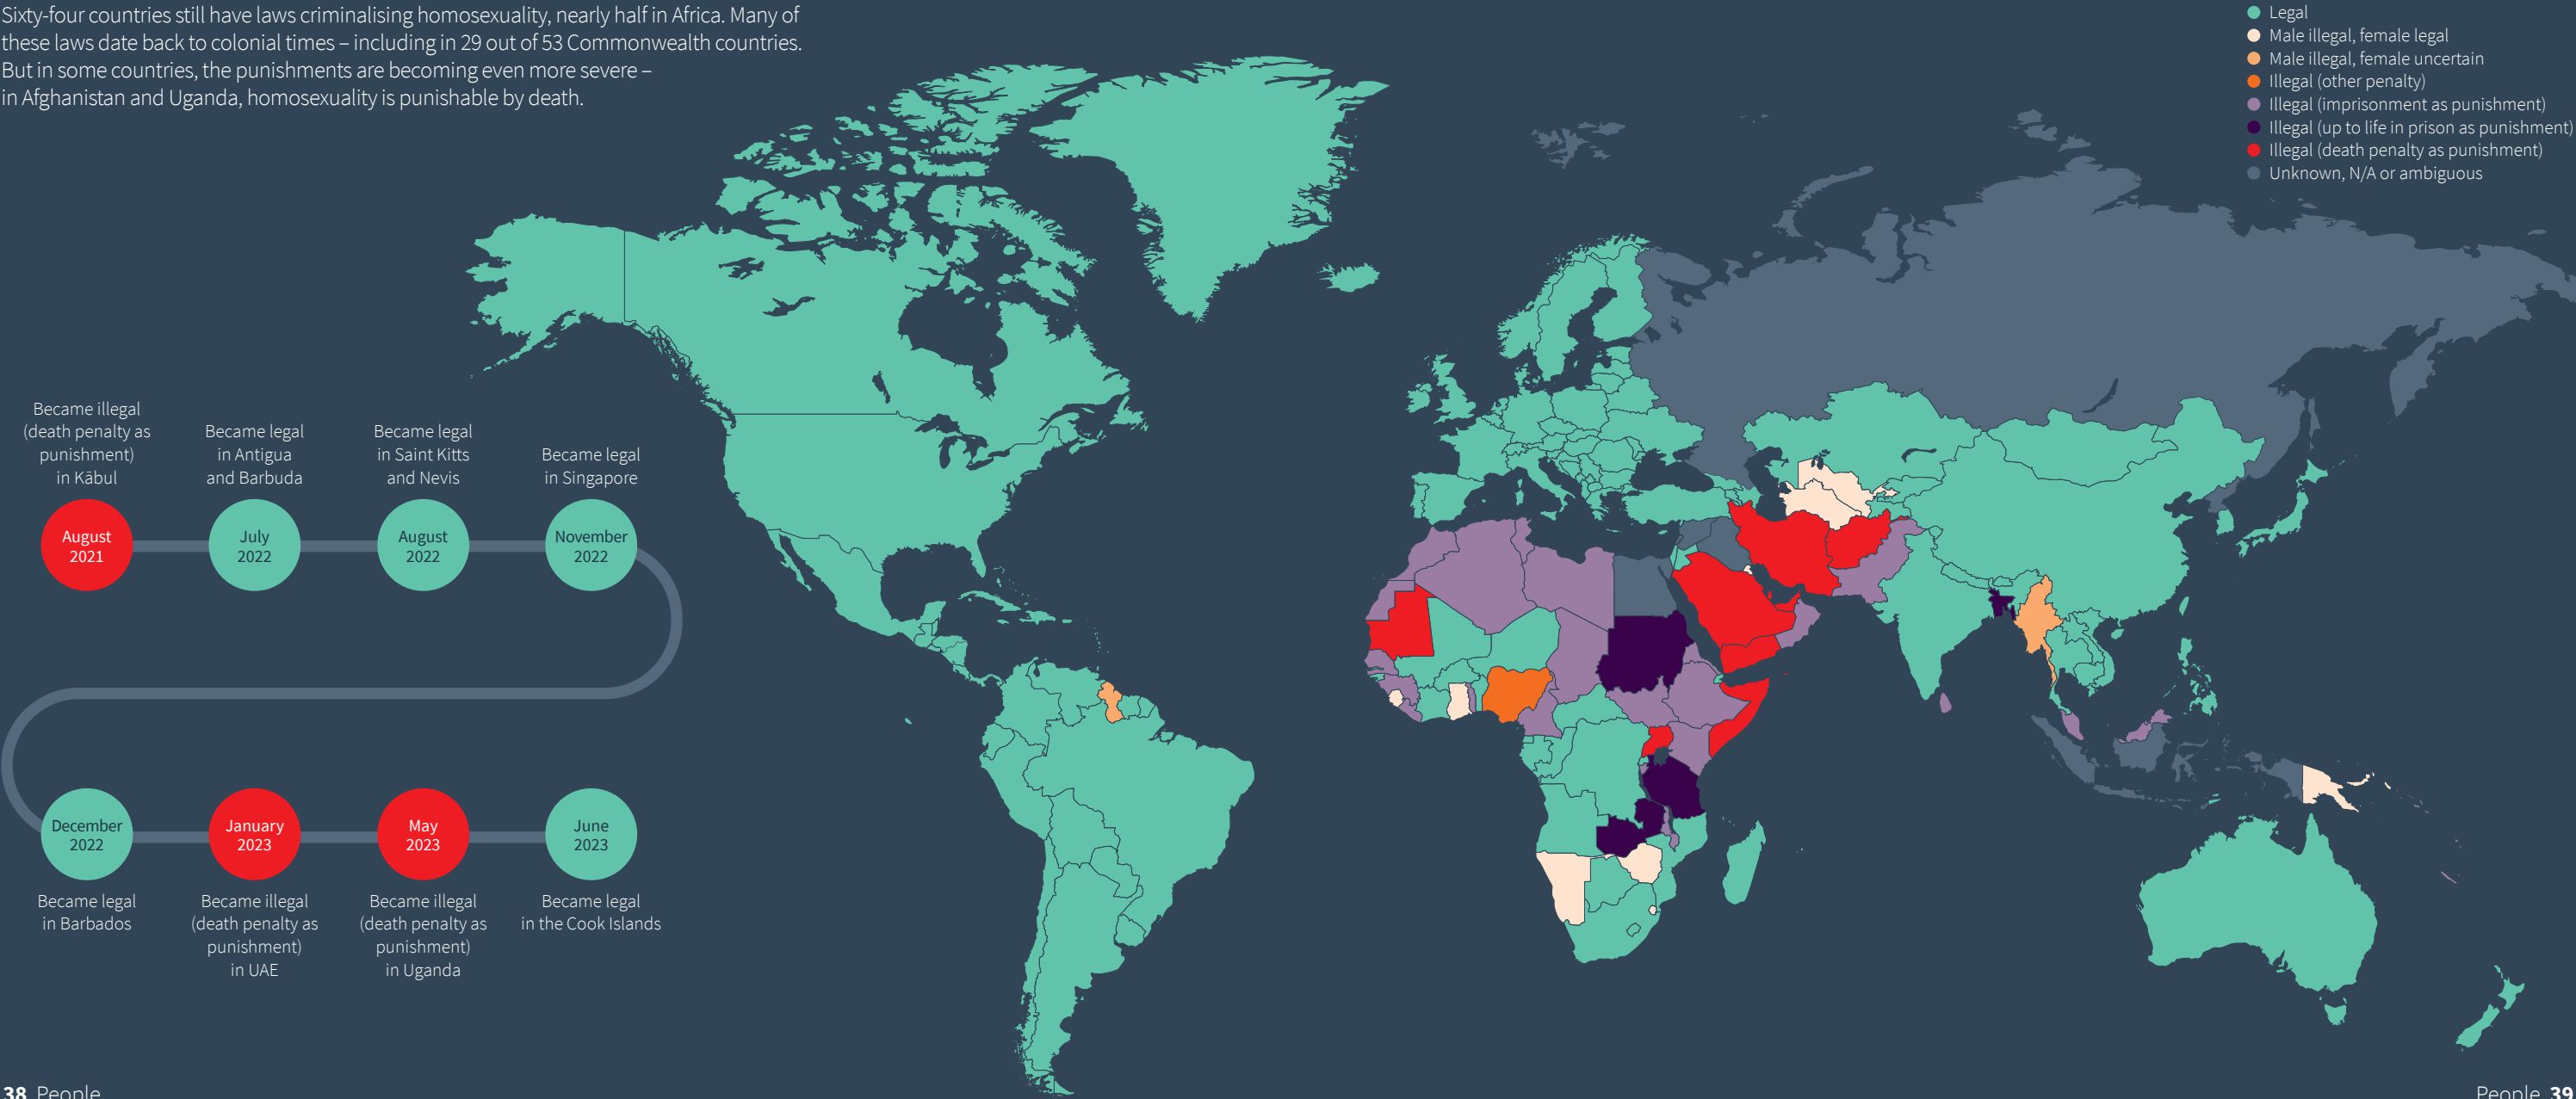 Sixty-four countries still have laws criminalising homosexuality, nearly half in Africa. Many of
these laws date back to colonial times – including in 29 out of 53 Commonwealth countries.
But in some countries, the punishments are becoming even more severe –
in Afghanistan and Uganda, homosexuality is punishable by death.
Legal
Male illegal, female legal
Male illegal, female uncertain
Illegal (other penalty)
Illegal (imprisonment as punishment)
Illegal (up to life in prison as punishment)
Illegal (death penalty as punishment)
Unknown, N/A or ambiguous
Became illegal
(death penalty as
punishment)
in Kābul
August
2021
Became legal
in Antigua
and Barbuda
July
2022
Became legal
in Saint Kitts
and Nevis
August
2022
Became legal
in Singapore
November
2022
December
2022
Became legal
in Barbados
January
2023
Became illegal
(death penalty as
punishment)
in UAE
May
2023
Became illegal
(death penalty as
punishment)
in Uganda
June
2023
Became legal
in the Cook Islands
38 People
People 39